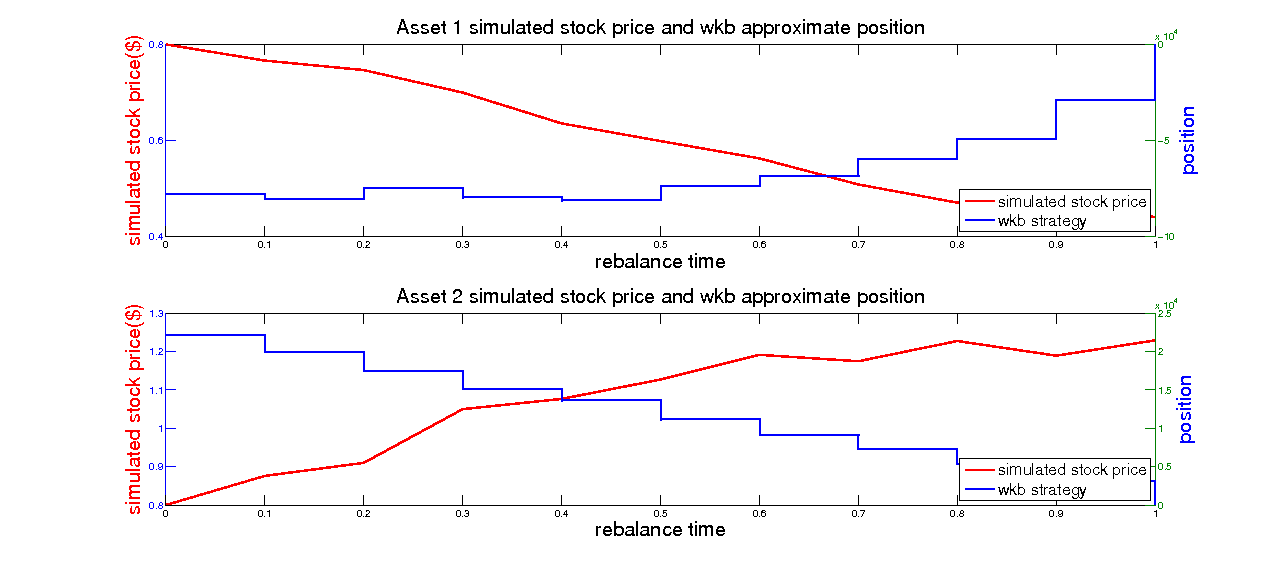 Asset 1 simulated stock price and wkb approximate position
simulated stock price($)
0.8
0.6
0.4
x 10^4
0
−5
−10
position
simulated stock price
wkb strategy
0 0.1 0.2 0.3 0.4 0.5 0.6 0.7 0.8 0.9 1
rebalance time
Asset 2 simulated stock price and wkb approximate position
simulated stock price($)
1.3
1.2
1.1
1
0.9
0.8
x 10^4
2.5
2
1.5
1
0.5
0
position
simulated stock price
wkb strategy
0 0.1 0.2 0.3 0.4 0.5 0.6 0.7 0.8 0.9 1
rebalance time